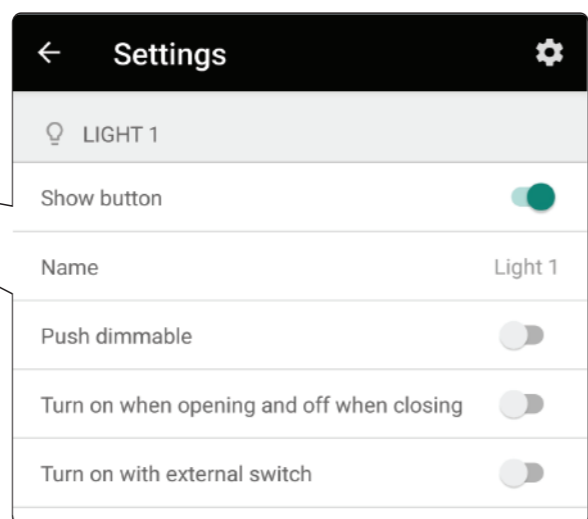 Settings
LIGHT 1
Show button
Name Light 1
Push dimmable
Turn on when opening and off when closing
Turn on with external switch